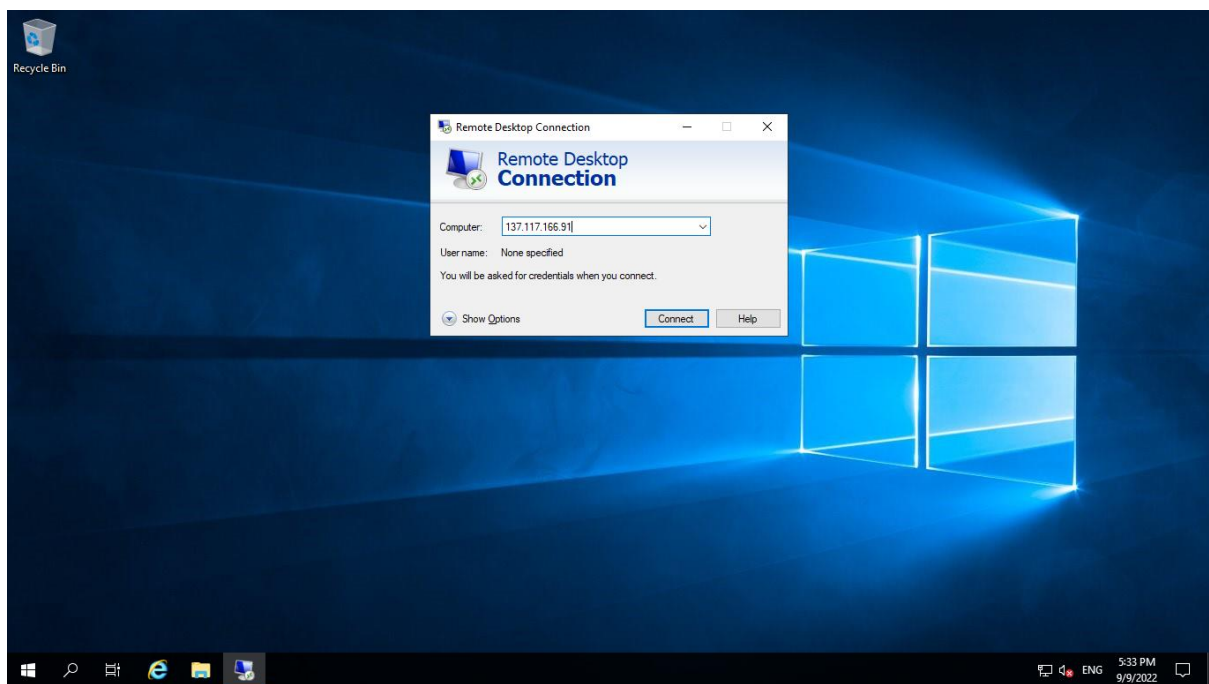 Recycle Bin
Remote Desktop Connection
Remote Desktop
Connection
Computer: 137.117.166.91
User name: None specified
You will be asked for credentials when you connect.
Show Options
Connect
Help
ENG
5:33 PM
9/9/2022